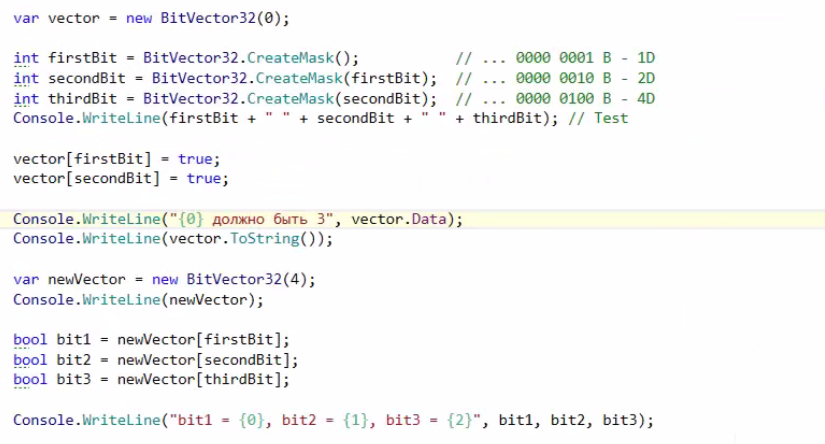 var vector = new BitVector32(0);
int firstBit = BitVector32.CreateMask();           // ... 0000 0001 B - 1D
int secondBit = BitVector32.CreateMask(firstBit);  // ... 0000 0010 B - 2D
int thirdBit = BitVector32.CreateMask(secondBit);  // ... 0000 0100 B - 4D
Console.WriteLine(firstBit + " " + secondBit + " " + thirdBit); // Test
vector[firstBit] = true;
vector[secondBit] = true;
Console.WriteLine("{0} должно быть 3", vector.Data);
Console.WriteLine(vector.ToString());
var newVector = new BitVector32(4);
Console.WriteLine(newVector);
bool bit1 = newVector[firstBit];
bool bit2 = newVector[secondBit];
bool bit3 = newVector[thirdBit];
Console.WriteLine("bit1 = {0}, bit2 = {1}, bit3 = {2}", bit1, bit2, bit3);